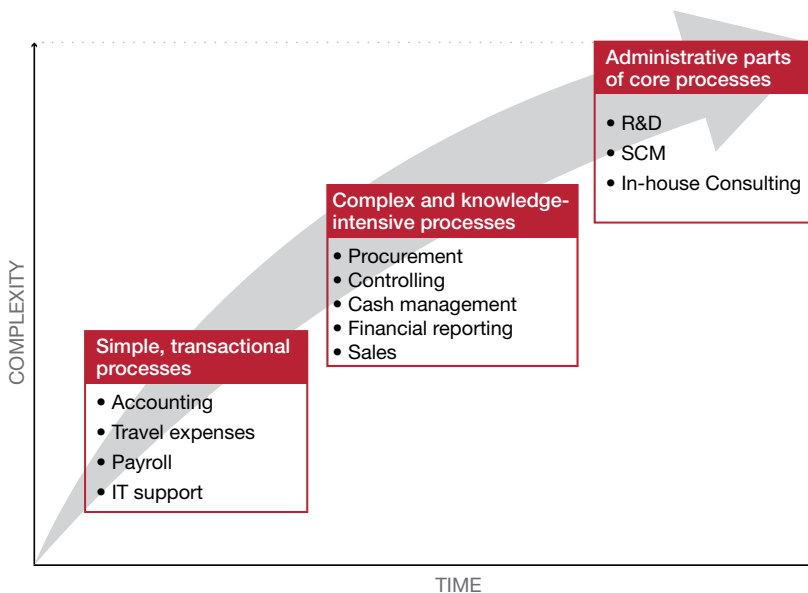 Administrative parts
of core processes
• R&D
• SCM
• In-house Consulting
Complex and knowledge-
intensive processes
• Procurement
• Controlling
• Cash management
• Financial reporting
• Sales
Simple, transactional
processes
• Accounting
• Travel expenses
• Payroll
• IT support
COMPLEXITY
TIME